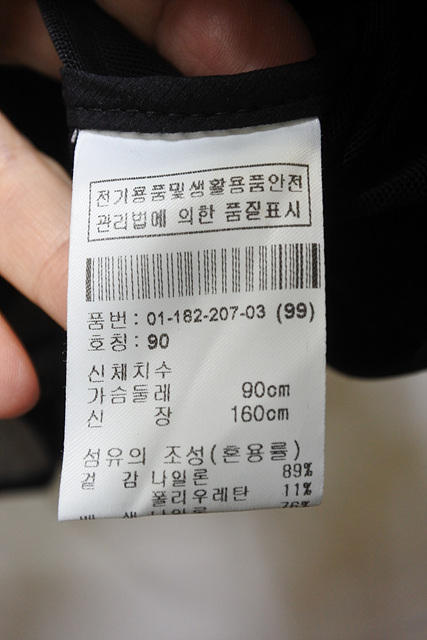 전기용품및생활용품안전
관리법에 의한 품질표시
품번 : 01-182-207-03 (99)
호칭 : 90
신체치수
가슴둘레 90cm
신 장 160cm
섬유의 조성(혼용률)
겉 감 나일론 89%
폴리우레탄 11%